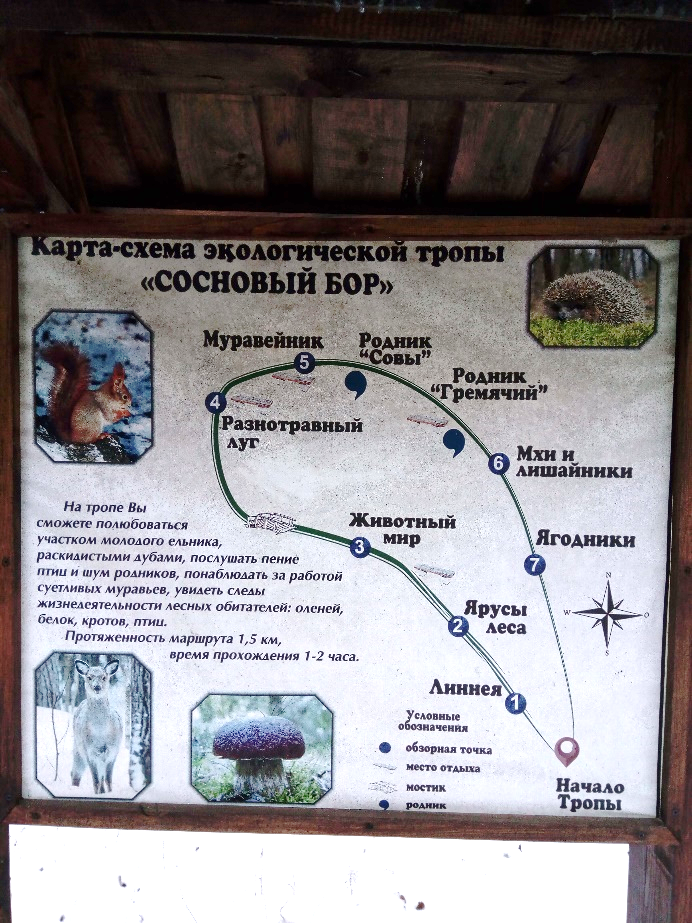 Карта-схема экологической тропы
«СОСНОВЫЙ БОР»
Муравейник
5
Родник
“Совы”
Родник
“Гремячий”
4
Разнотравный
луг
6
Мхи и
лишайники
На тропе Вы
сможете полюбоваться
участком молодого ельника,
раскидистыми дубами, послушать пение
птиц и шум родников, понаблюдать за работой
суетливых муравьев, увидеть следы
жизнедеятельности лесных обитателей: оленей,
белок, кротов, птиц.
Протяженность маршрута 1,5 км,
время прохождения 1-2 часа.
Животный
мир
3
Ягодники
7
N
W
O
S
Ярусы
леса
2
Линнея
1
Условные
обозначения
обзорная точка
место отдыха
мостик
родник
Начало
Тропы